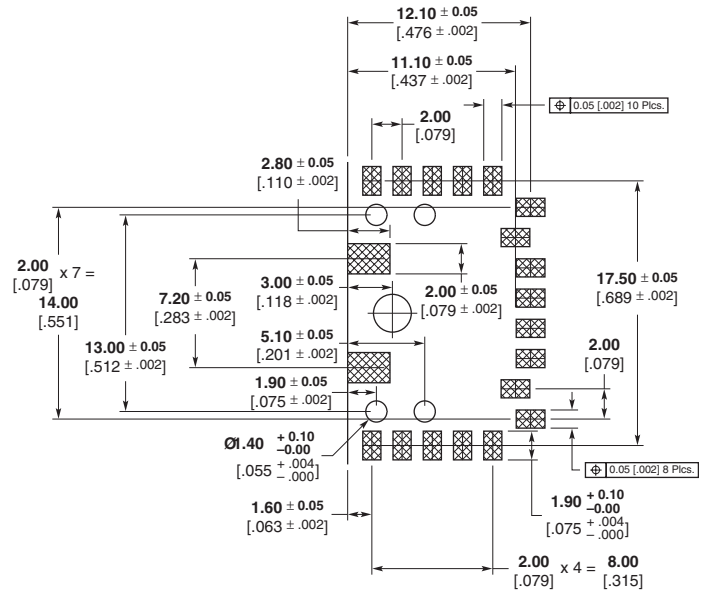 12.10 ± 0.05
[.476 ± .002]
11.10 ± 0.05
[.437 ± .002]
0.05 [.002] 10 Plcs.
2.00
[.079]
2.80 ± 0.05
[.110 ± .002]
2.00
[.079] x 7 =
14.00
[.551]
7.20 ± 0.05
[.283 ± .002]
3.00 ± 0.05
[.118 ± .002]
2.00 ± 0.05
[.079 ± .002]
17.50 ± 0.05
[.689 ± .002]
13.00 ± 0.05
[.512 ± .002]
5.10 ± 0.05
[.201 ± .002]
2.00
[.079]
1.90 ± 0.05
[.075 ± .002]
Ø1.40 + 0.10 –0.00
[.055 + .004 – .000]
0.05 [.002] 8 Plcs.
1.60 ± 0.05
[.063 ± .002]
1.90 + 0.10 –0.00
[.075 + .004 – .000]
2.00 x 4 = 8.00
[.079] [.315]